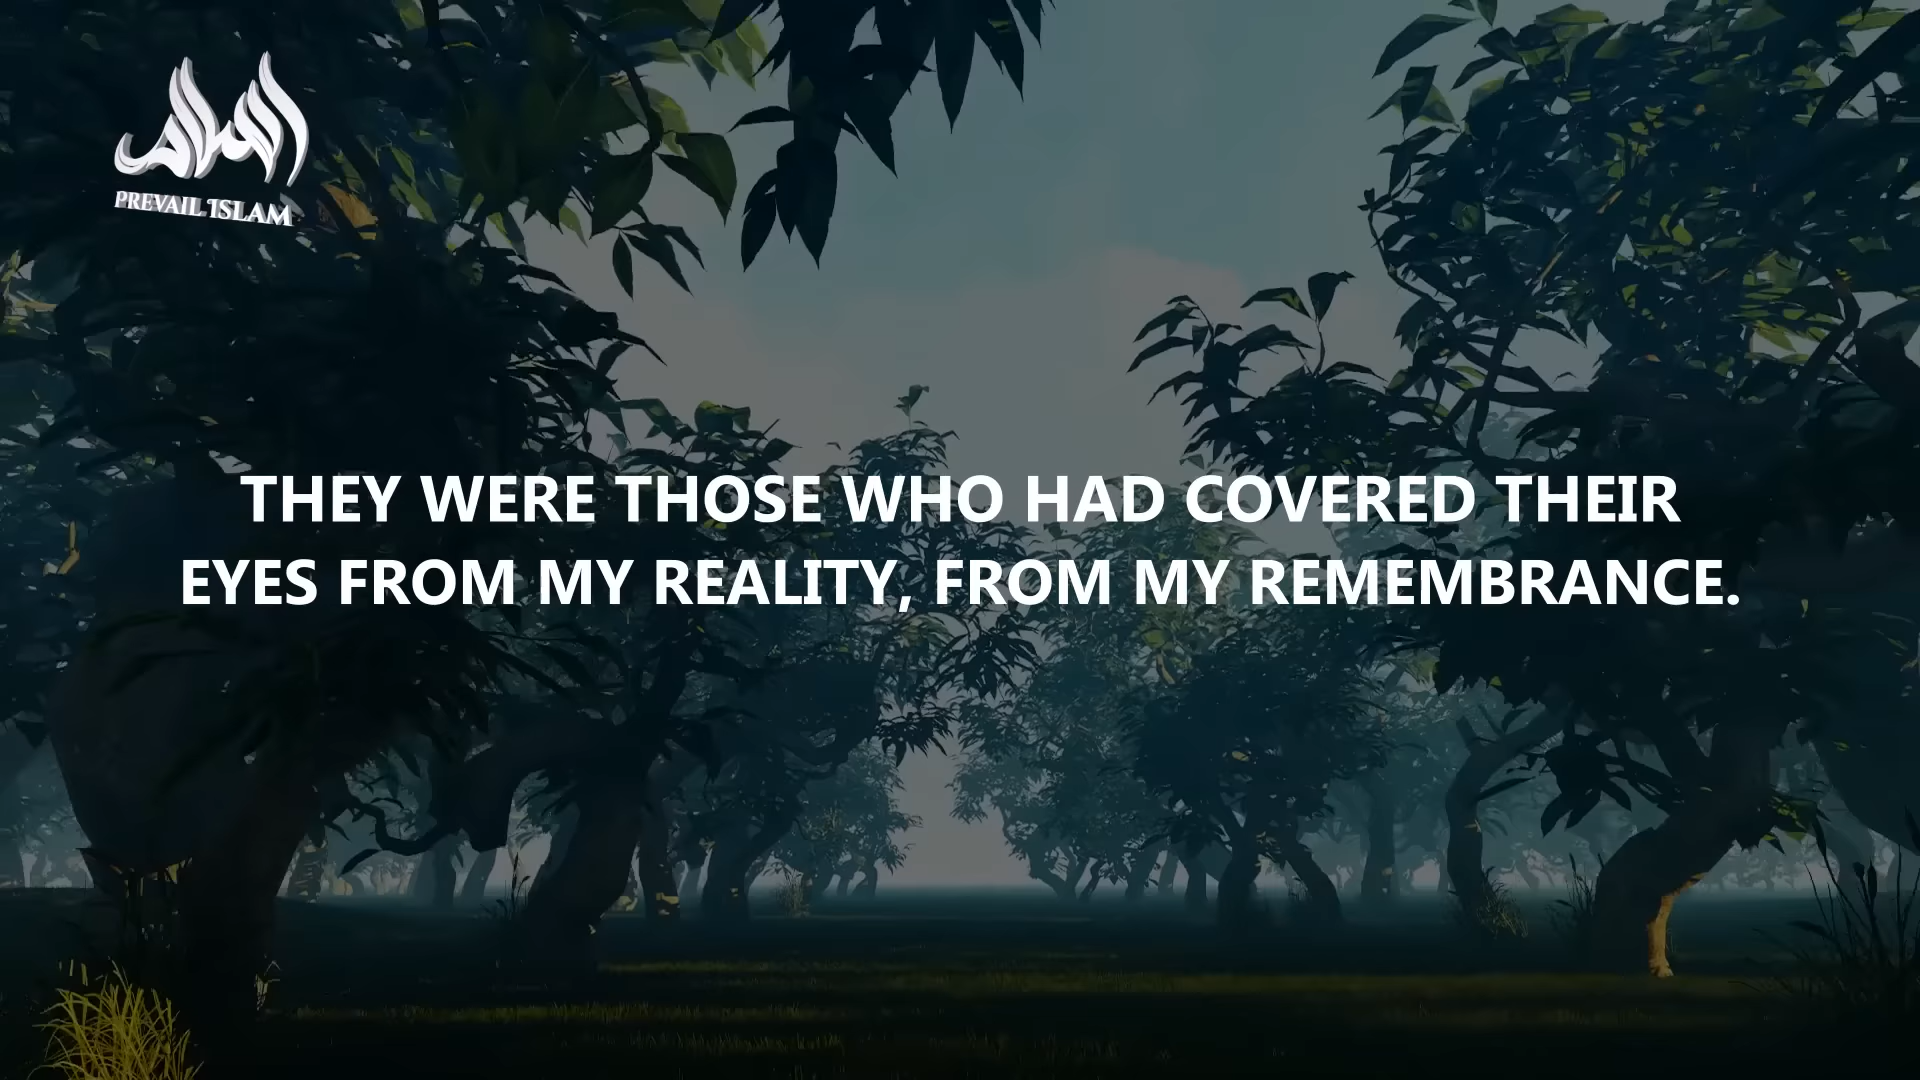 PREVAIL ISLAM
THEY WERE THOSE WHO HAD COVERED THEIR
EYES FROM MY REALITY, FROM MY REMEMBRANCE.